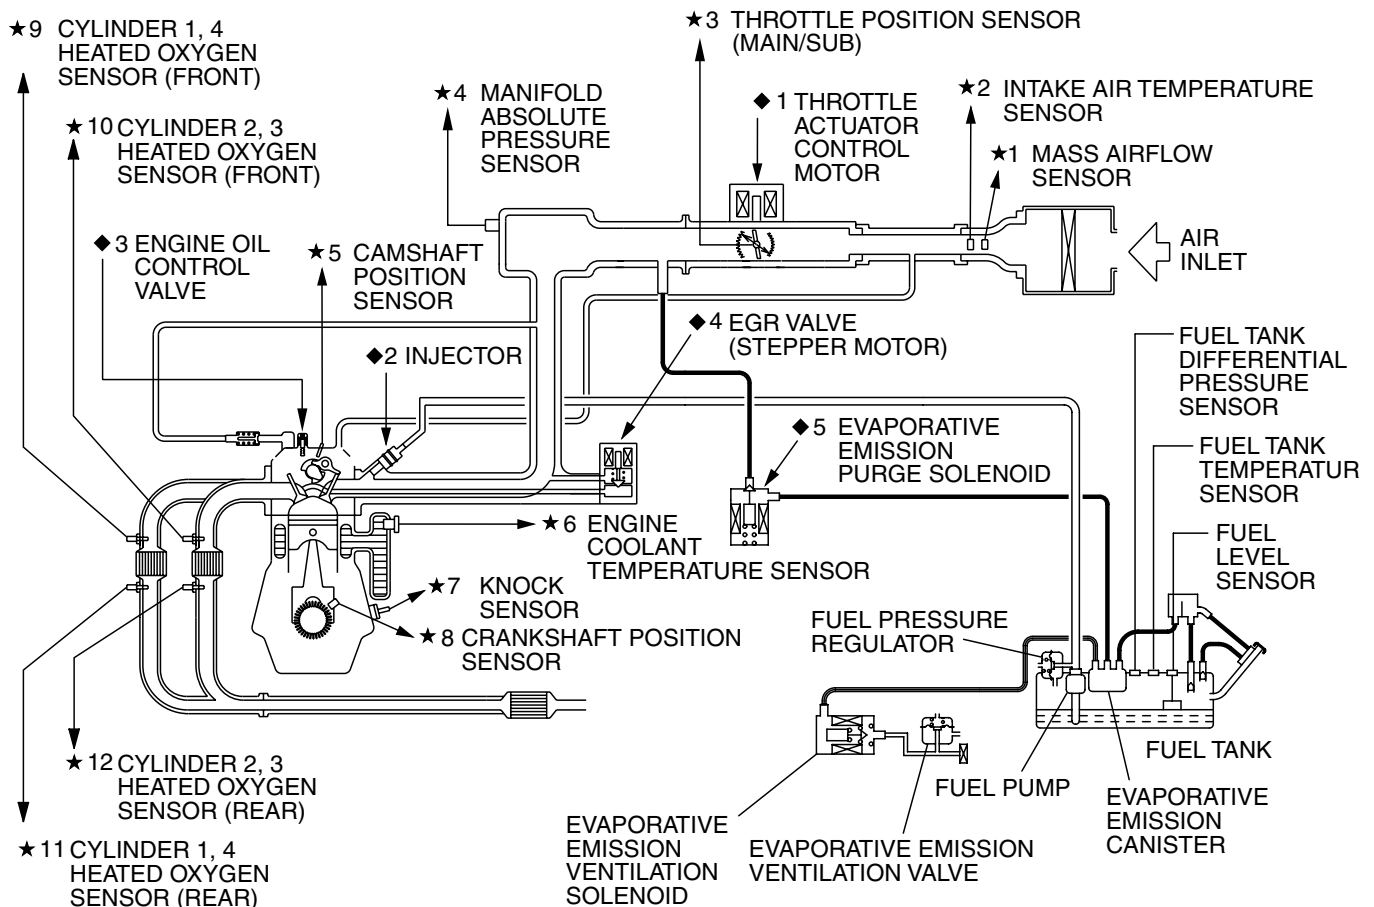 ★9 CYLINDER 1, 4
HEATED OXYGEN
SENSOR (FRONT)
★10 CYLINDER 2, 3
HEATED OXYGEN
SENSOR (FRONT)
◆3 ENGINE OIL
CONTROL
VALVE
★5 CAMSHAFT
POSITION
SENSOR
★4 MANIFOLD
ABSOLUTE
PRESSURE
SENSOR
★3 THROTTLE POSITION SENSOR
(MAIN/SUB)
◆1 THROTTLE
ACTUATOR
CONTROL
MOTOR
★2 INTAKE AIR TEMPERATURE
SENSOR
★1 MASS AIRFLOW
SENSOR
AIR
INLET
◆2 INJECTOR
◆4 EGR VALVE
(STEPPER MOTOR)
◆5 EVAPORATIVE
EMISSION
PURGE SOLENOID
FUEL TANK
DIFFERENTIAL
PRESSURE
SENSOR
FUEL TANK
TEMPERATUR
SENSOR
FUEL
LEVEL
SENSOR
★6 ENGINE
COOLANT
TEMPERATURE SENSOR
★7 KNOCK
SENSOR
★8 CRANKSHAFT POSITION
SENSOR
FUEL PRESSURE
REGULATOR
FUEL TANK
FUEL PUMP
EVAPORATIVE
EMISSION
CANISTER
★12 CYLINDER 2, 3
HEATED OXYGEN
SENSOR (REAR)
★11 CYLINDER 1, 4
HEATED OXYGEN
SENSOR (REAR)
EVAPORATIVE
EMISSION
VENTILATION
SOLENOID
EVAPORATIVE EMISSION
VENTILATION VALVE